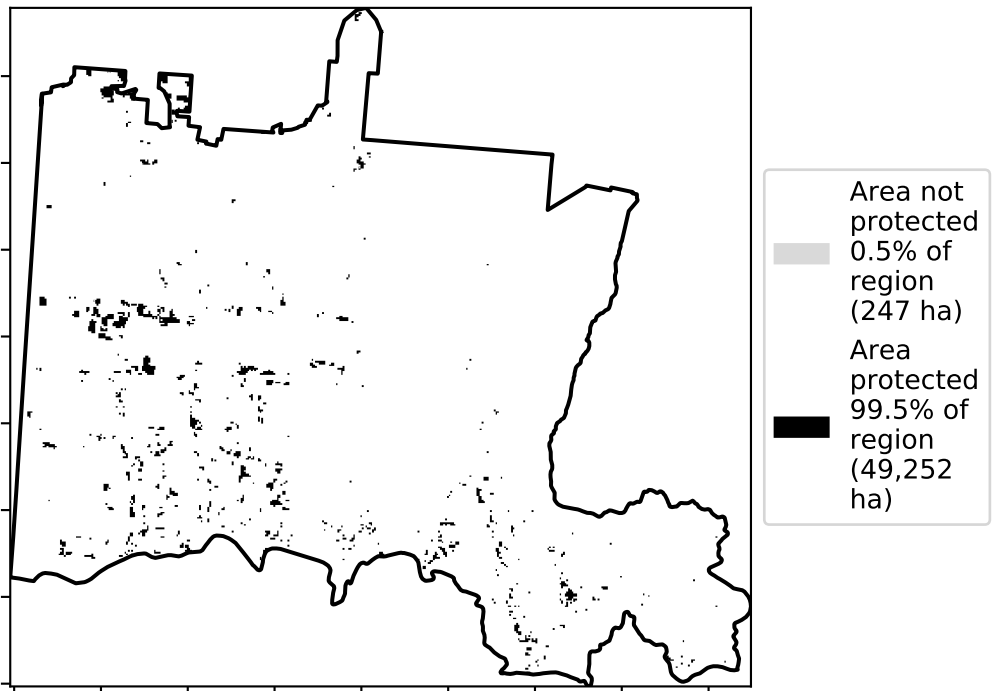 Area not
protected
0.5% of
region
(247 ha)
Area
protected
99.5% of
region
(49,252
ha)